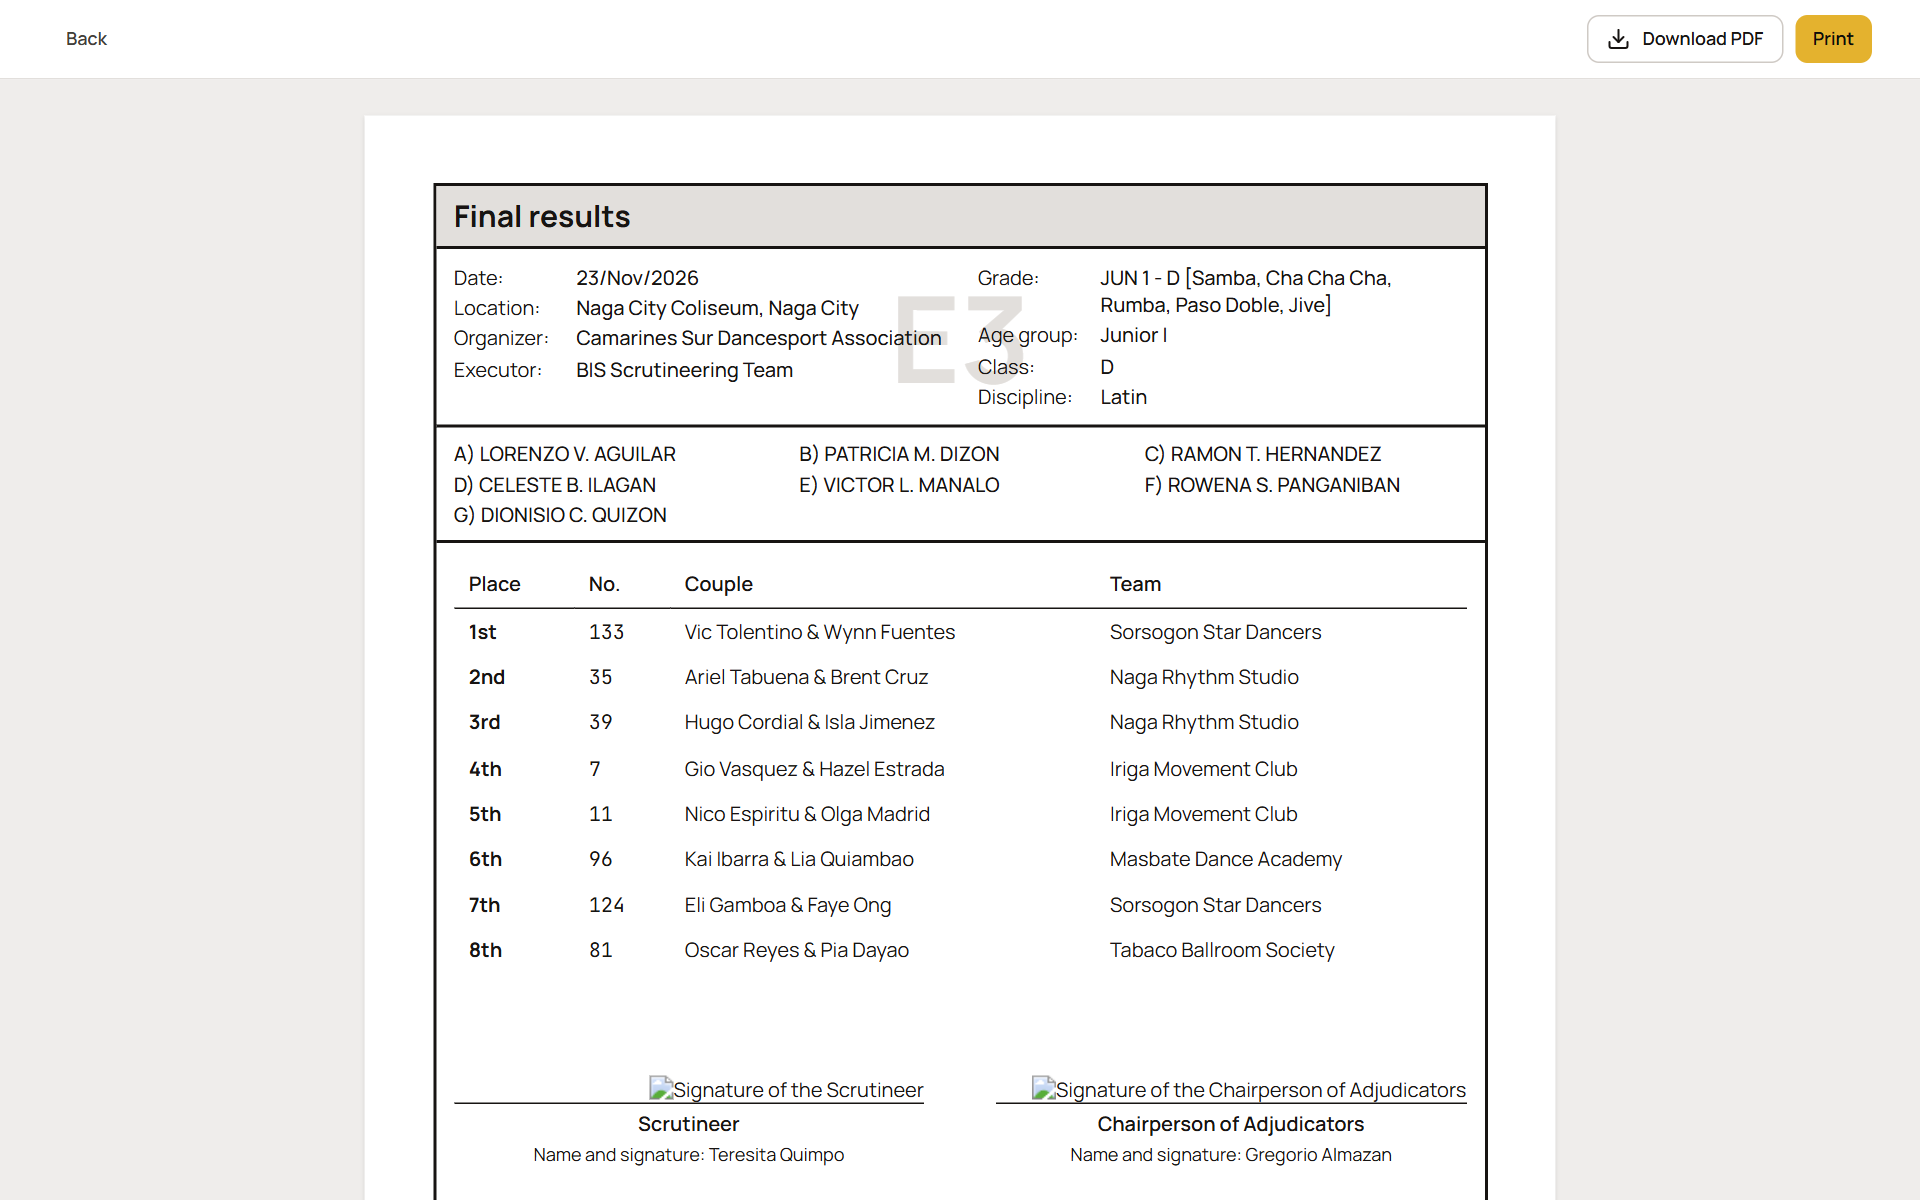 Back
Download PDF
Print
Final results
Date: 23/Nov/2026
Location: Naga City Coliseum, Naga City
Organizer: Camarines Sur Dancesport Association
Executor: BIS Scrutineering Team
E3
Grade: JUN 1 - D [Samba, Cha Cha Cha,
Rumba, Paso Doble, Jive]
Age group: Junior I
Class: D
Discipline: Latin
A) LORENZO V. AGUILAR B) PATRICIA M. DIZON C) RAMON T. HERNANDEZ
D) CELESTE B. ILAGAN E) VICTOR L. MANALO F) ROWENA S. PANGANIBAN
G) DIONISIO C. QUIZON
Place No. Couple Team
1st 133 Vic Tolentino & Wynn Fuentes Sorsogon Star Dancers
2nd 35 Ariel Tabuena & Brent Cruz Naga Rhythm Studio
3rd 39 Hugo Cordial & Isla Jimenez Naga Rhythm Studio
4th 7 Gio Vasquez & Hazel Estrada Iriga Movement Club
5th 11 Nico Espiritu & Olga Madrid Iriga Movement Club
6th 96 Kai Ibarra & Lia Quiambao Masbate Dance Academy
7th 124 Eli Gamboa & Faye Ong Sorsogon Star Dancers
8th 81 Oscar Reyes & Pia Dayao Tabaco Ballroom Society
Signature of the Scrutineer
Scrutineer
Name and signature: Teresita Quimpo
Signature of the Chairperson of Adjudicators
Chairperson of Adjudicators
Name and signature: Gregorio Almazan